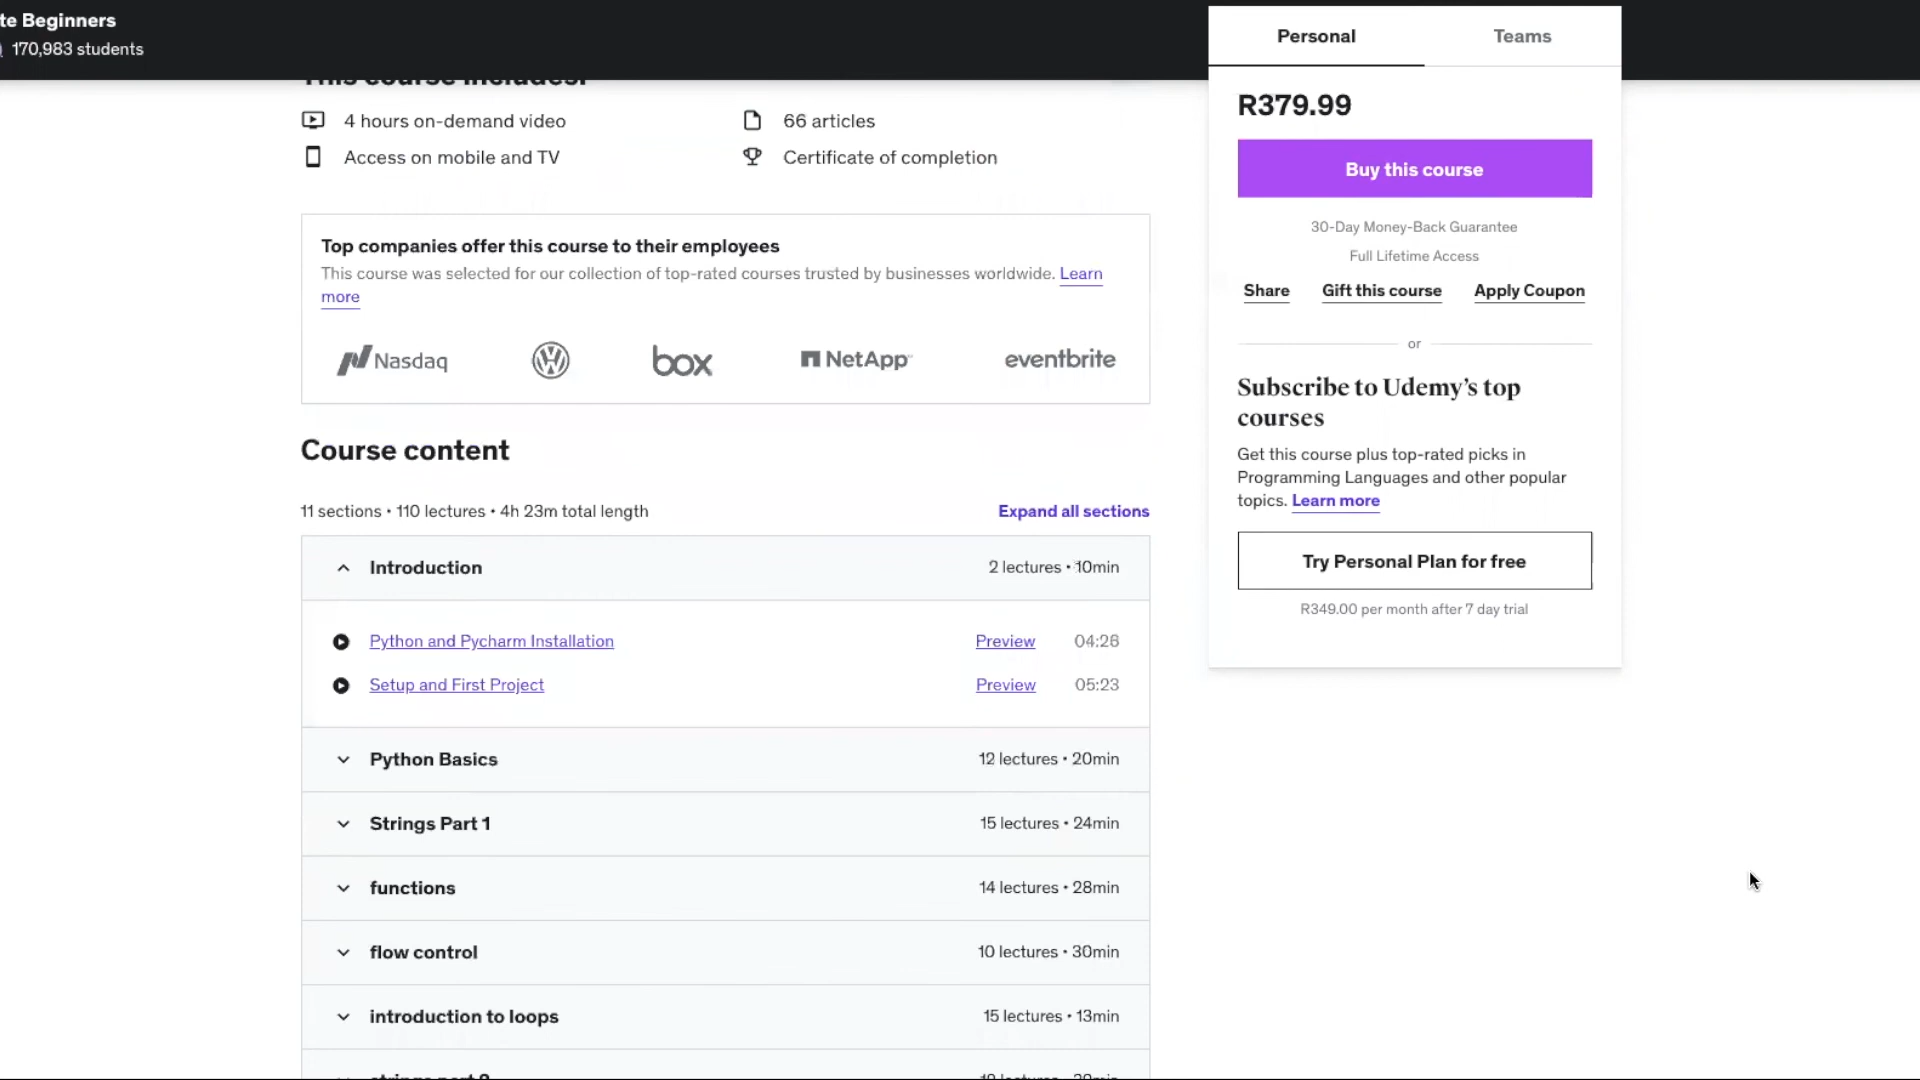 te Beginners
170,983 students
This course includes:
4 hours on-demand video
66 articles
Access on mobile and TV
Certificate of completion
Top companies offer this course to their employees
This course was selected for our collection of top-rated courses trusted by businesses worldwide. Learn
more
Nasdaq
box
NetApp
eventbrite
Course content
11 sections • 110 lectures • 4h 23m total length
Expand all sections
Introduction
2 lectures • 10min
Python and Pycharm Installation
Preview
04:28
Setup and First Project
Preview
05:23
Python Basics
12 lectures • 20min
Strings Part 1
15 lectures • 24min
functions
14 lectures • 28min
flow control
10 lectures • 30min
introduction to loops
15 lectures • 13min
Personal
Teams
R379.99
Buy this course
30-Day Money-Back Guarantee
Full Lifetime Access
Share
Gift this course
Apply Coupon
or
Subscribe to Udemy’s top
courses
Get this course plus top-rated picks in
Programming Languages and other popular
topics. Learn more
Try Personal Plan for free
R349.00 per month after 7 day trial